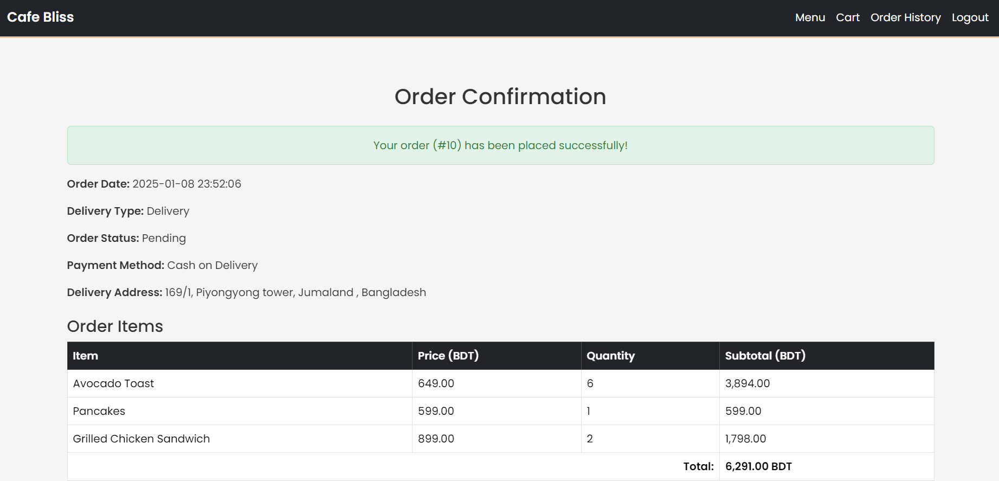 Cafe Bliss Menu Cart Order History Logout
Order Confirmation
Your order (#10) has been placed successfully!
Order Date: 2025-01-08 23:52:06
Delivery Type: Delivery
Order Status: Pending
Payment Method: Cash on Delivery
Delivery Address: 169/1, Piyongyong tower, Jumaland , Bangladesh
Order Items
Item Price (BDT) Quantity Subtotal (BDT)
Avocado Toast 649.00 6 3,894.00
Pancakes 599.00 1 599.00
Grilled Chicken Sandwich 899.00 2 1,798.00
Total: 6,291.00 BDT